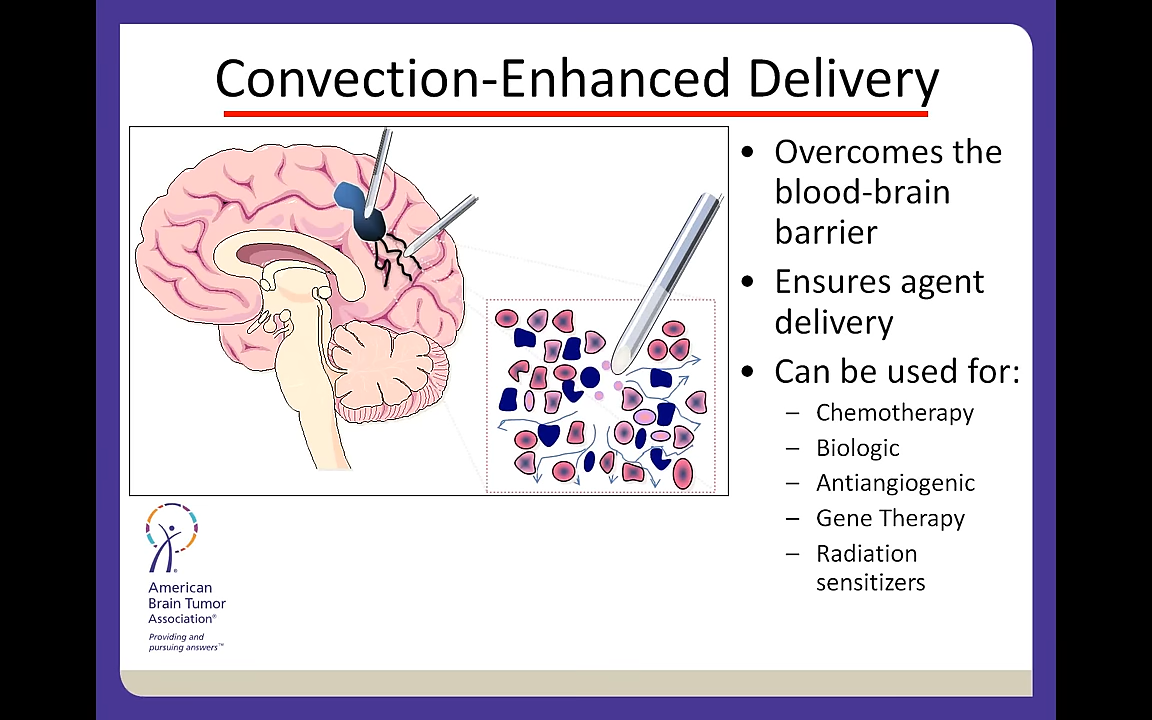 Convection-Enhanced Delivery
• Overcomes the
blood-brain
barrier
• Ensures agent
delivery
• Can be used for:
– Chemotherapy
– Biologic
– Antiangiogenic
– Gene Therapy
– Radiation
sensitizers
American
Brain Tumor
Association®
Providing and
pursuing answers™